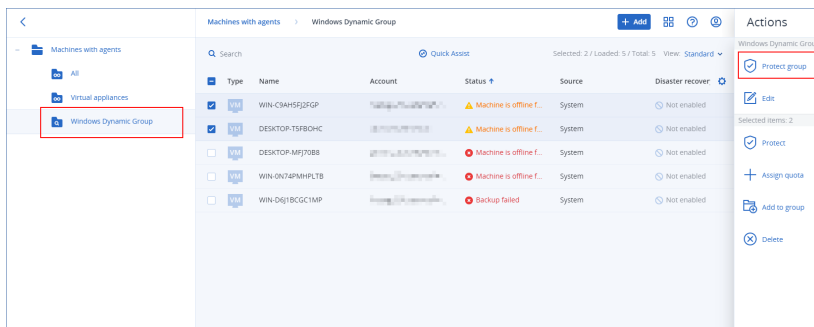 Machines with agents > Windows Dynamic Group
+ Add
Actions
Machines with agents
All
Virtual appliances
Windows Dynamic Group
Search
Quick Assist
Selected: 2 / Loaded: 5 / Total: 5 View: Standard
Type Name Account Status Source Disaster recover
VM WIN-C9AH5FJ2FGP Machine is offline f... System Not enabled
VM DESKTOP-T5FBOHC Machine is offline f... System Not enabled
VM DESKTOP-MFJ70B8 Machine is offline f... System Not enabled
VM WIN-0N74PMHPLTB Machine is offline f... System Not enabled
VM WIN-D6J1BCGC1MP Backup failed System Not enabled
Windows Dynamic Grou
Protect group
Edit
Selected items: 2
Protect
Assign quota
Add to group
Delete